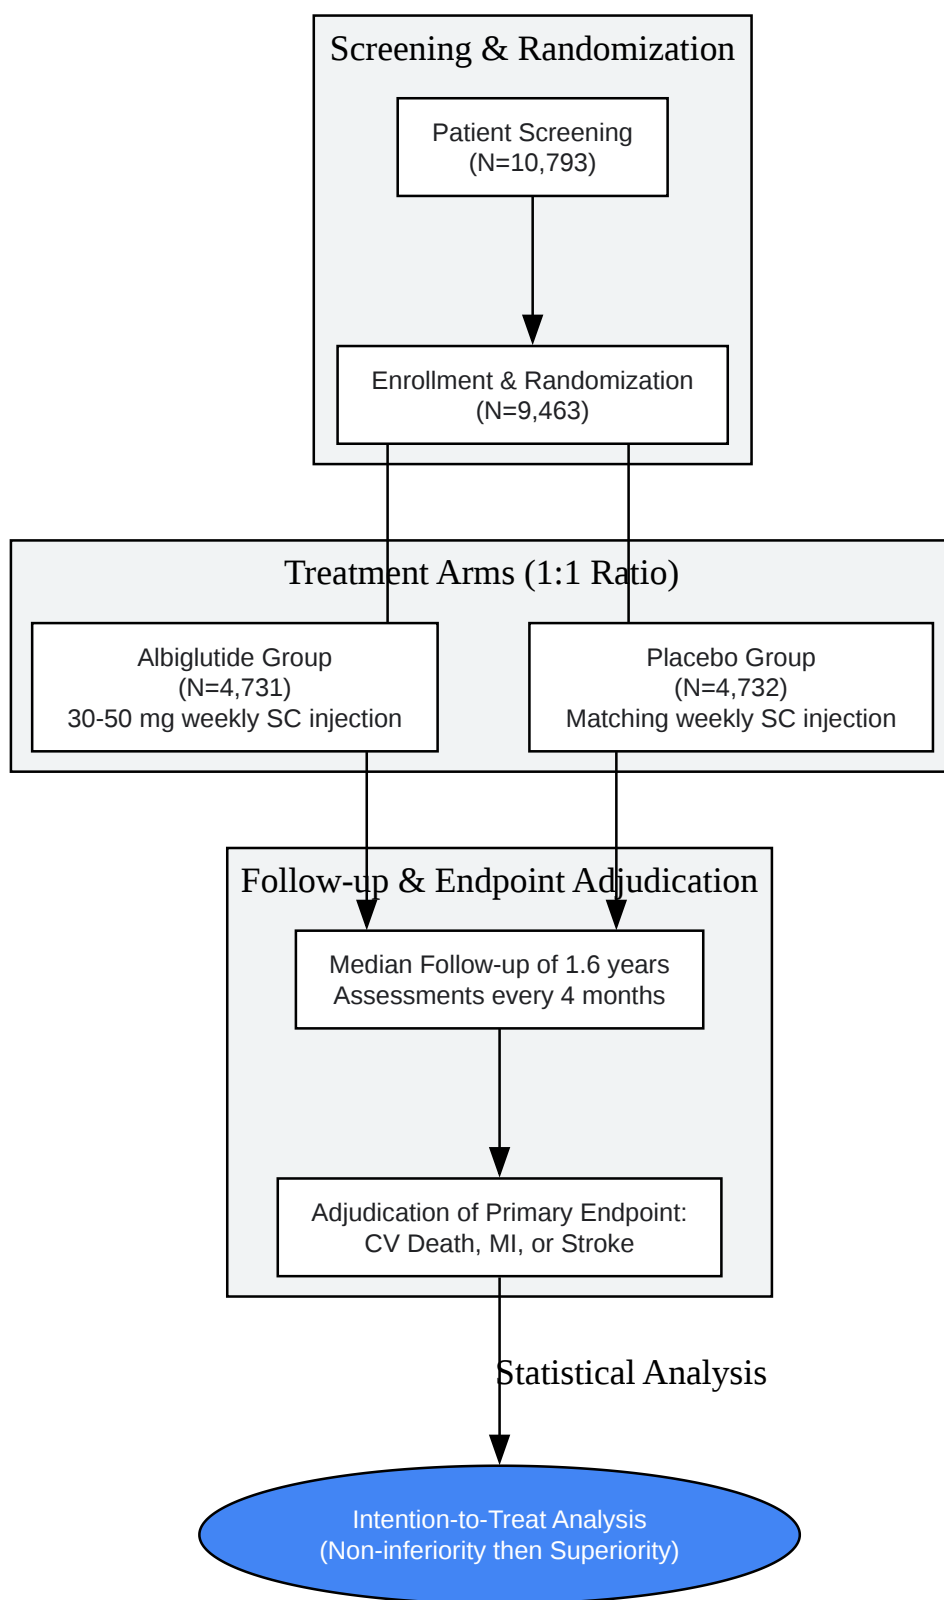 Screening & Randomization
Patient Screening
(N=10,793)
Enrollment & Randomization
(N=9,463)
Treatment Arms (1:1 Ratio)
Albiglutide Group
(N=4,731)
30-50 mg weekly SC injection
Placebo Group
(N=4,732)
Matching weekly SC injection
Follow-up & Endpoint Adjudication
Median Follow-up of 1.6 years
Assessments every 4 months
Adjudication of Primary Endpoint:
CV Death, MI, or Stroke
Statistical Analysis
Intention-to-Treat Analysis
(Non-inferiority then Superiority)